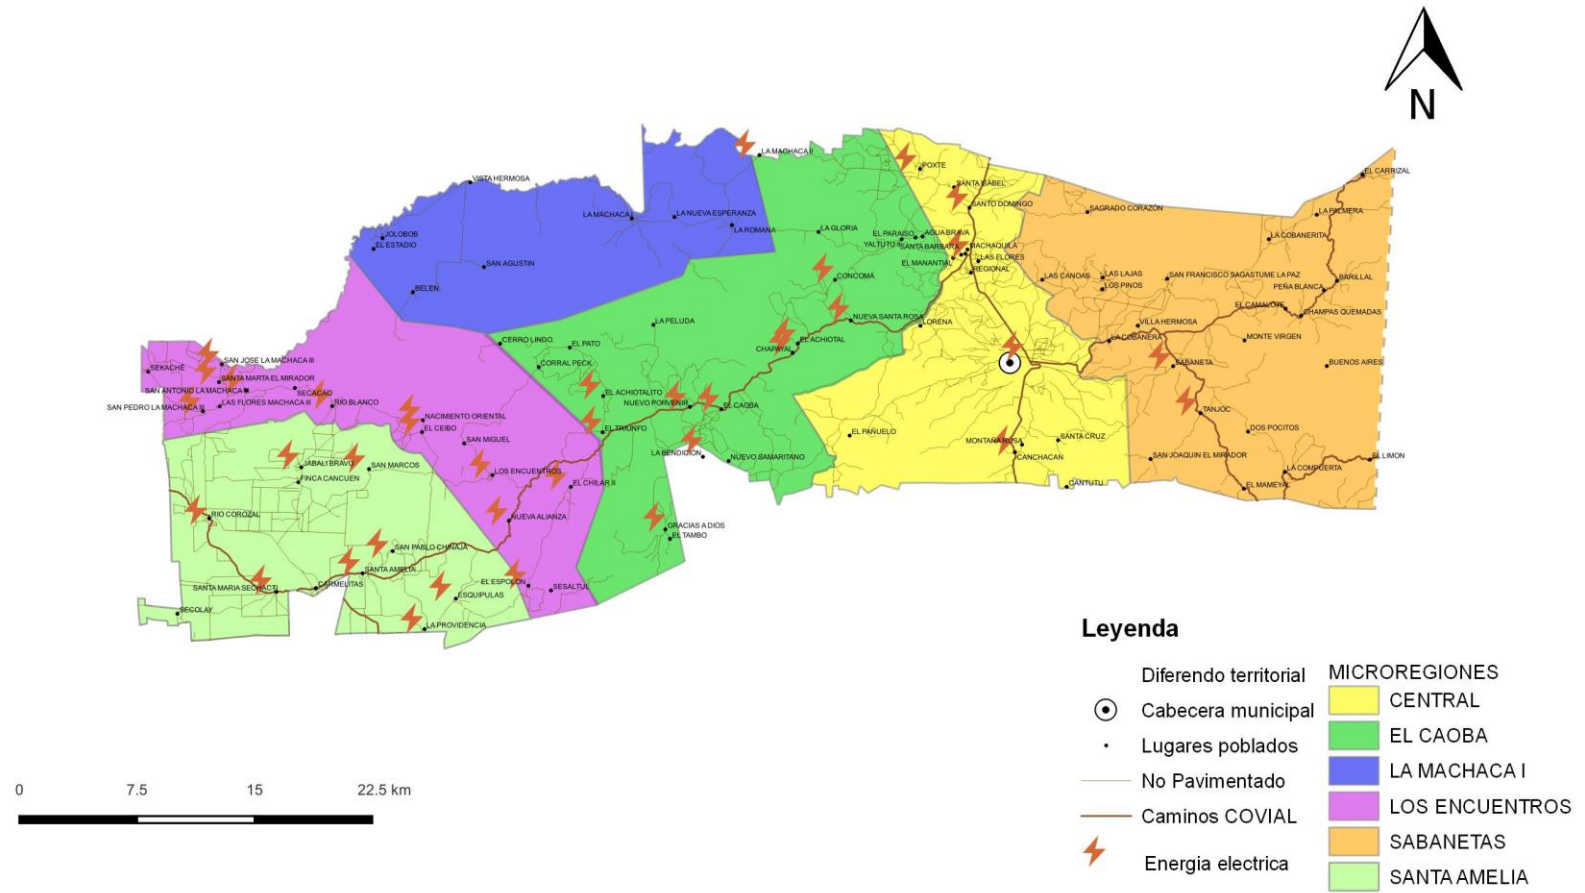 N
LA MACHACA II
POXTE
EL CARRIZAL
VISTA HERMOSA
SANTA ISABEL
SANTO DOMINGO
SAGRADO CORAZÓN
LA PALMERA
LA MACHACA
LA NUEVA ESPERANZA
LA ROMANA
LA GLORIA
EL PARAISO
AGUA BRAVA
JOLOBOB
EL ESTADIO
YALTUTU II
SANTA BARBARA
MACHAQUILA
LA COBANERITA
EL MANANTIAL
LAS FLORES
REGIONAL
SAN AGUSTIN
CONCOMÁ
LAS CANOAS
LAS LAJAS
LOS PINOS
SAN FRANCISCO SAGASTUME LA PAZ
BARILLAL
PEÑA BLANCA
BELEN
EL CAMALOTE
CHAMPAS QUEMADAS
LA PELUDA
NUEVA SANTA ROSA
LORENA
VILLA HERMOSA
CERRO LINDO
EL PATO
EL ACHIOTAL
CHAPAYAL
LA COBANERA
MONTE VIRGEN
SAN JOSE LA MACHACA III
SEKACHÉ
CORRAL PECK
SABANETA
BUENOS AIRES
SANTA MARTA EL MIRADOR
SAN ANTONIO LA MACHACA III
SECACAO
EL ACHIOTALITO
SAN PEDRO LA MACHACA III
LAS FLORES MACHACA III
RIO BLANCO
NUEVO PORVENIR
EL CAOBA
TANJOC
NACIMIENTO ORIENTAL
EL CEIBO
EL TRIUNFO
EL PAÑUELO
DOS POCITOS
SAN MIGUEL
MONTAÑA RUSA
SANTA CRUZ
LA BENDICION
NUEVO SAMARITANO
CANCHACAN
SAN JOAQUIN EL MIRADOR
EL LIMON
JABALI BRAVO
SAN MARCOS
LOS ENCUENTROS
LA COMPUERTA
FINCA CANCUEN
EL CHILAR II
CANTUTU
EL MAMEYAL
RIO COROZAL
NUEVA ALIANZA
GRACIAS A DIOS
EL TAMBO
SAN PABLO CHINAJA
SANTA AMELIA
SANTA MARIA SECHACTI
CARMELITAS
EL ESPOLON
SESALTUL
ESQUIPULAS
SECOLAY
LA PROVIDENCIA
Leyenda
Diferendo territorial
Cabecera municipal
Lugares poblados
No Pavimentado
Caminos COVIAL
Energia electrica
MICROREGIONES
CENTRAL
EL CAOBA
LA MACHACA I
LOS ENCUENTROS
SABANETAS
SANTA AMELIA
0 7.5 15 22.5 km